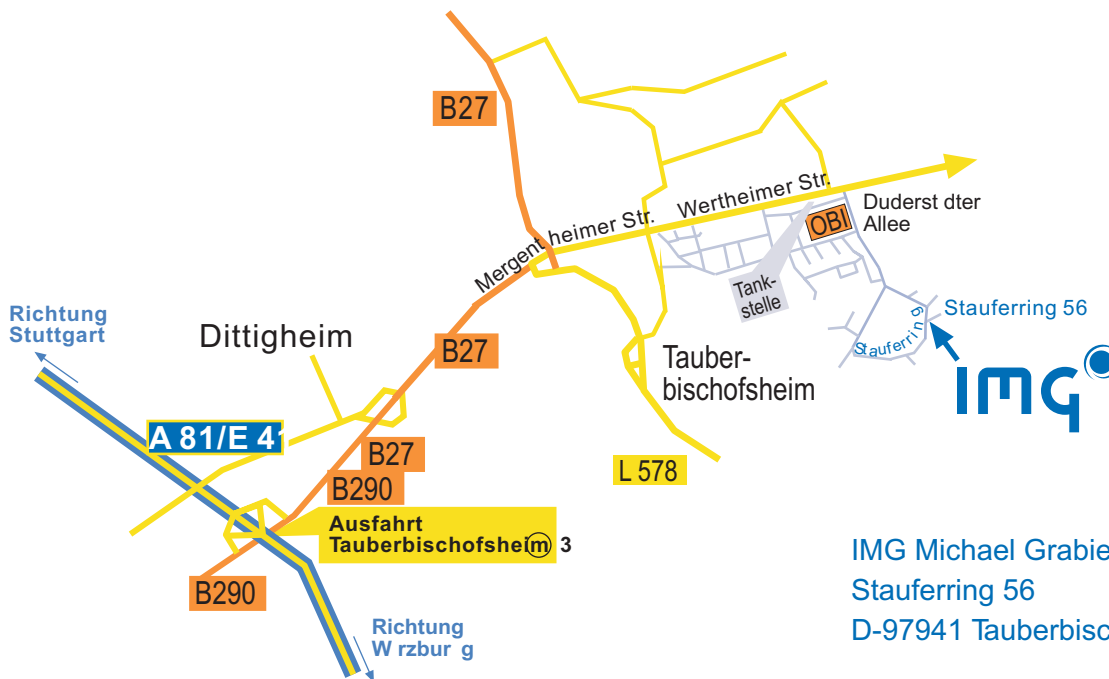 B27
Mergent heimer Str.
Wertheimer Str.
Duderst dter
Allee
OBI
Tank-
stelle
Richtung
Stuttgart
Dittigheim
B27
Stauferring
Stauferring 56
IMG
Tauber-
bischofsheim
A 81/E 41
B27
B290
L 578
Ausfahrt
Tauberbischofsheim 3
B290
Richtung
W rzbur g
IMG Michael Grabie
Stauferring 56
D-97941 Tauberbisc